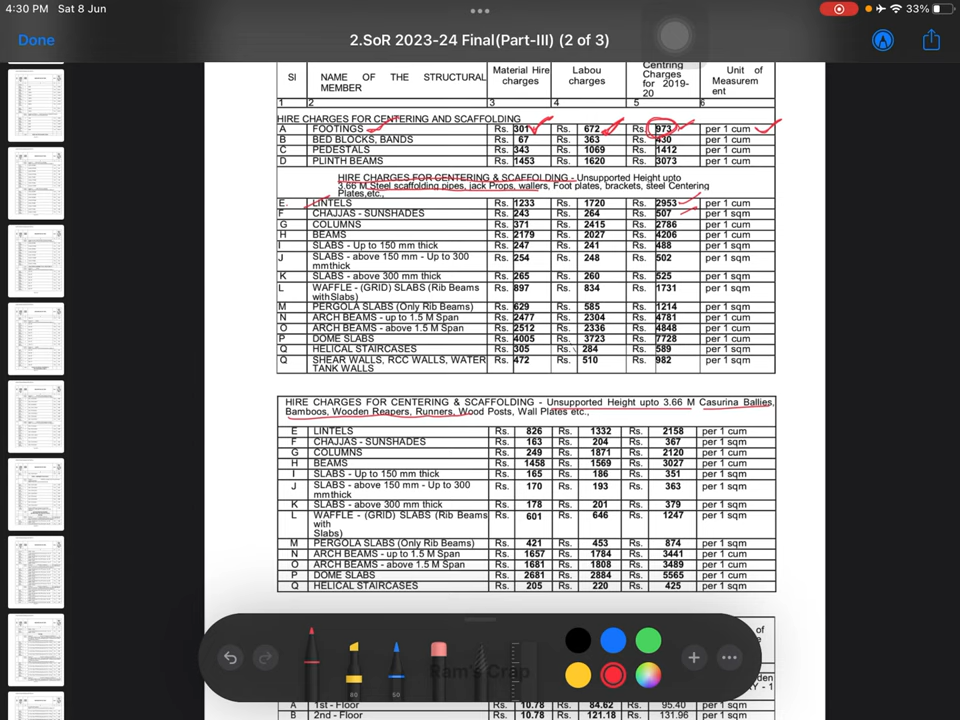 4:30 PM Sat 8 Jun
33%
Done
2.SoR 2023-24 Final(Part-III) (2 of 3)
SI NAME OF THE STRUCTURAL MEMBER Material Hire charges Labou charges Centring Charges for 2019-20 Unit of Measurem ent
1 2 3 4 5 6
HIRE CHARGES FOR CENTERING AND SCAFFOLDING
A FOOTINGS Rs. 301 Rs. 672 Rs. 973 per 1 cum
B BED BLOCKS, BANDS Rs. 67 Rs. 363 Rs. 430 per 1 cum
C PEDESTALS Rs. 343 Rs. 1069 Rs. 1412 per 1 cum
D PLINTH BEAMS Rs. 1453 Rs. 1620 Rs. 3073 per 1 cum
HIRE CHARGES FOR CENTERING & SCAFFOLDING - Unsupported Height upto
3.66 M Steel scaffolding pipes, jack Props, wallers, Foot plates, brackets, steel Centering
Plates,etc.,
E. LINTELS Rs. 1233 Rs. 1720 Rs. 2953 per 1 cum
F CHAJJAS - SUNSHADES Rs. 243 Rs. 264 Rs. 507 per 1 sqm
G COLUMNS Rs. 371 Rs. 2415 Rs. 2786 per 1 cum
H BEAMS Rs. 2179 Rs. 2027 Rs. 4206 per 1 cum
I SLABS - Up to 150 mm thick Rs. 247 Rs. 241 Rs. 488 per 1 sqm
J SLABS - above 150 mm - Up to 300 mmthick Rs. 254 Rs. 248 Rs. 502 per 1 sqm
K SLABS - above 300 mm thick Rs. 265 Rs. 260 Rs. 525 per 1 sqm
L WAFFLE - (GRID) SLABS (Rib Beams withSlabs) Rs. 897 Rs. 834 Rs. 1731 per 1 sqm
M PERGOLA SLABS (Only Rib Beams) Rs. 629 Rs. 585 Rs. 1214 per 1 sqm
N ARCH BEAMS - up to 1.5 M Span Rs. 2477 Rs. 2304 Rs. 4781 per 1 cum
O ARCH BEAMS - above 1.5 M Span Rs. 2512 Rs. 2336 Rs. 4848 per 1 cum
P DOME SLABS Rs. 4005 Rs. 3723 Rs. 7728 per 1 cum
Q HELICAL STAIRCASES Rs. 305 Rs. 284 Rs. 589 per 1 sqm
Q SHEAR WALLS, RCC WALLS, WATER TANK WALLS Rs. 472 Rs. 510 Rs. 982 per 1 sqm
HIRE CHARGES FOR CENTERING & SCAFFOLDING - Unsupported Height upto 3.66 M Casurina Ballies,
Bamboos, Wooden Reapers, Runners, Wood Posts, Wall Plates etc.,
E LINTELS Rs. 826 Rs. 1332 Rs. 2158 per 1 cum
F CHAJJAS - SUNSHADES Rs. 163 Rs. 204 Rs. 367 per 1 sqm
G COLUMNS Rs. 249 Rs. 1871 Rs. 2120 per 1 cum
H BEAMS Rs. 1458 Rs. 1569 Rs. 3027 per 1 cum
I SLABS - Up to 150 mm thick Rs. 165 Rs. 186 Rs. 351 per 1 sqm
J SLABS - above 150 mm - Up to 300 mmthick Rs. 170 Rs. 193 Rs. 363 per 1 sqm
K SLABS - above 300 mm thick Rs. 178 Rs. 201 Rs. 379 per 1 sqm
L WAFFLE - (GRID) SLABS (Rib Beams with Slabs) Rs. 601 Rs. 646 Rs. 1247 per 1 sqm
M PERGOLA SLABS (Only Rib Beams) Rs. 421 Rs. 453 Rs. 874 per 1 sqm
N ARCH BEAMS - up to 1.5 M Span Rs. 1657 Rs. 1784 Rs. 3441 per 1 cum
O ARCH BEAMS - above 1.5 M Span Rs. 1681 Rs. 1808 Rs. 3489 per 1 cum
P DOME SLABS Rs. 2681 Rs. 2884 Rs. 5565 per 1 cum
Q HELICAL STAIRCASES Rs. 205 Rs. 220 Rs. 425 per 1 sqm
of
80 50
Ram's Crap
A 1st - Floor Rs. 10.78 Rs. 84.62 Rs. 95.40
B 2nd - Floor Rs. 10.78 Rs. 121.18 Rs. 131.96